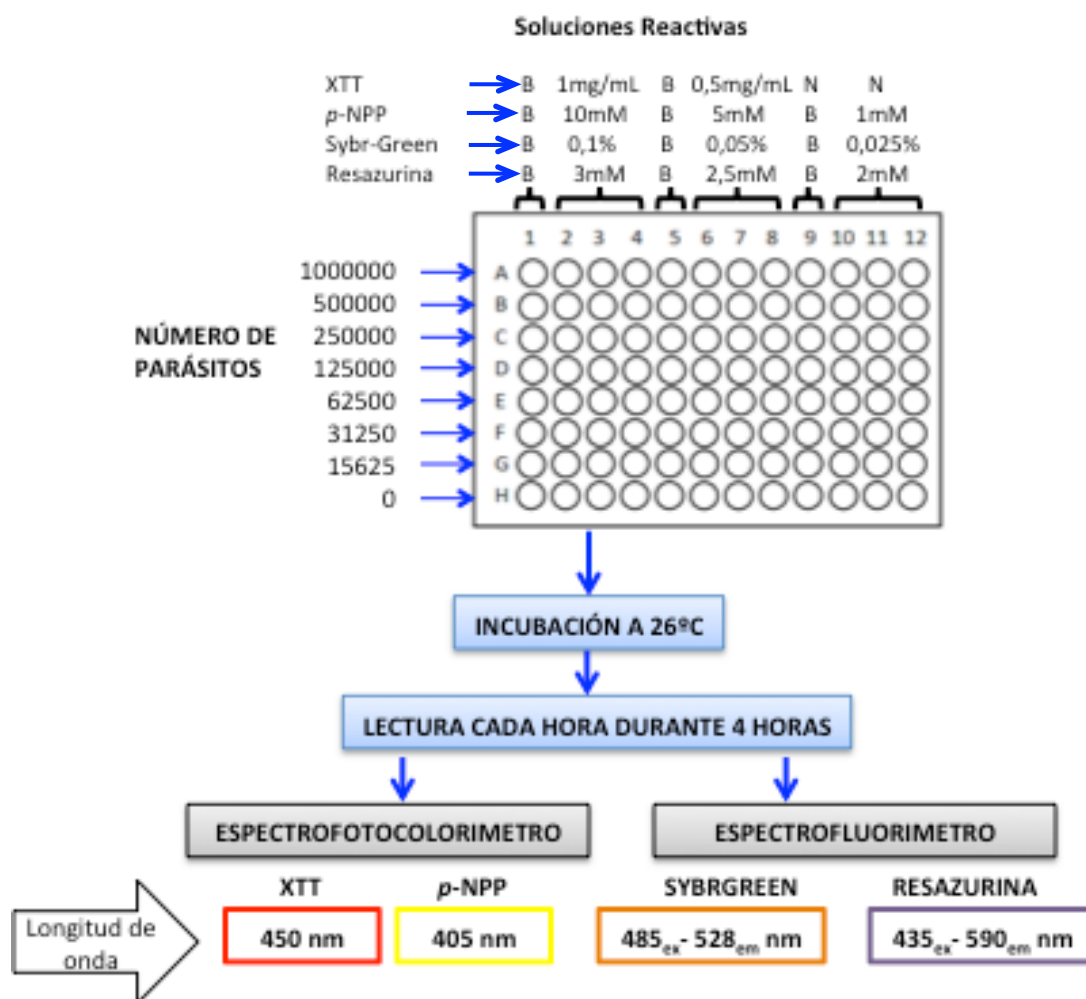 Soluciones Reactivas
XTT B 1mg/mL B 0,5mg/mL N N
p-NPP B 10mM B 5mM B 1mM
Sybr-Green B 0,1% B 0,05% B 0,025%
Resazurina B 3mM B 2,5mM B 2mM
1 2 3 4 5 6 7 8 9 10 11 12
1000000 A
500000 B
NÚMERO DE 250000 C
PARÁSITOS 125000 D
62500 E
31250 F
15625 G
0 H
INCUBACIÓN A 26ºC
LECTURA CADA HORA DURANTE 4 HORAS
ESPECTROFOTOCOLORIMETRO ESPECTROFLUORIMETRO
XTT p-NPP SYBRGREEN RESAZURINA
Longitud de
onda
450 nm 405 nm 485ex- 528em nm 435ex- 590em nm